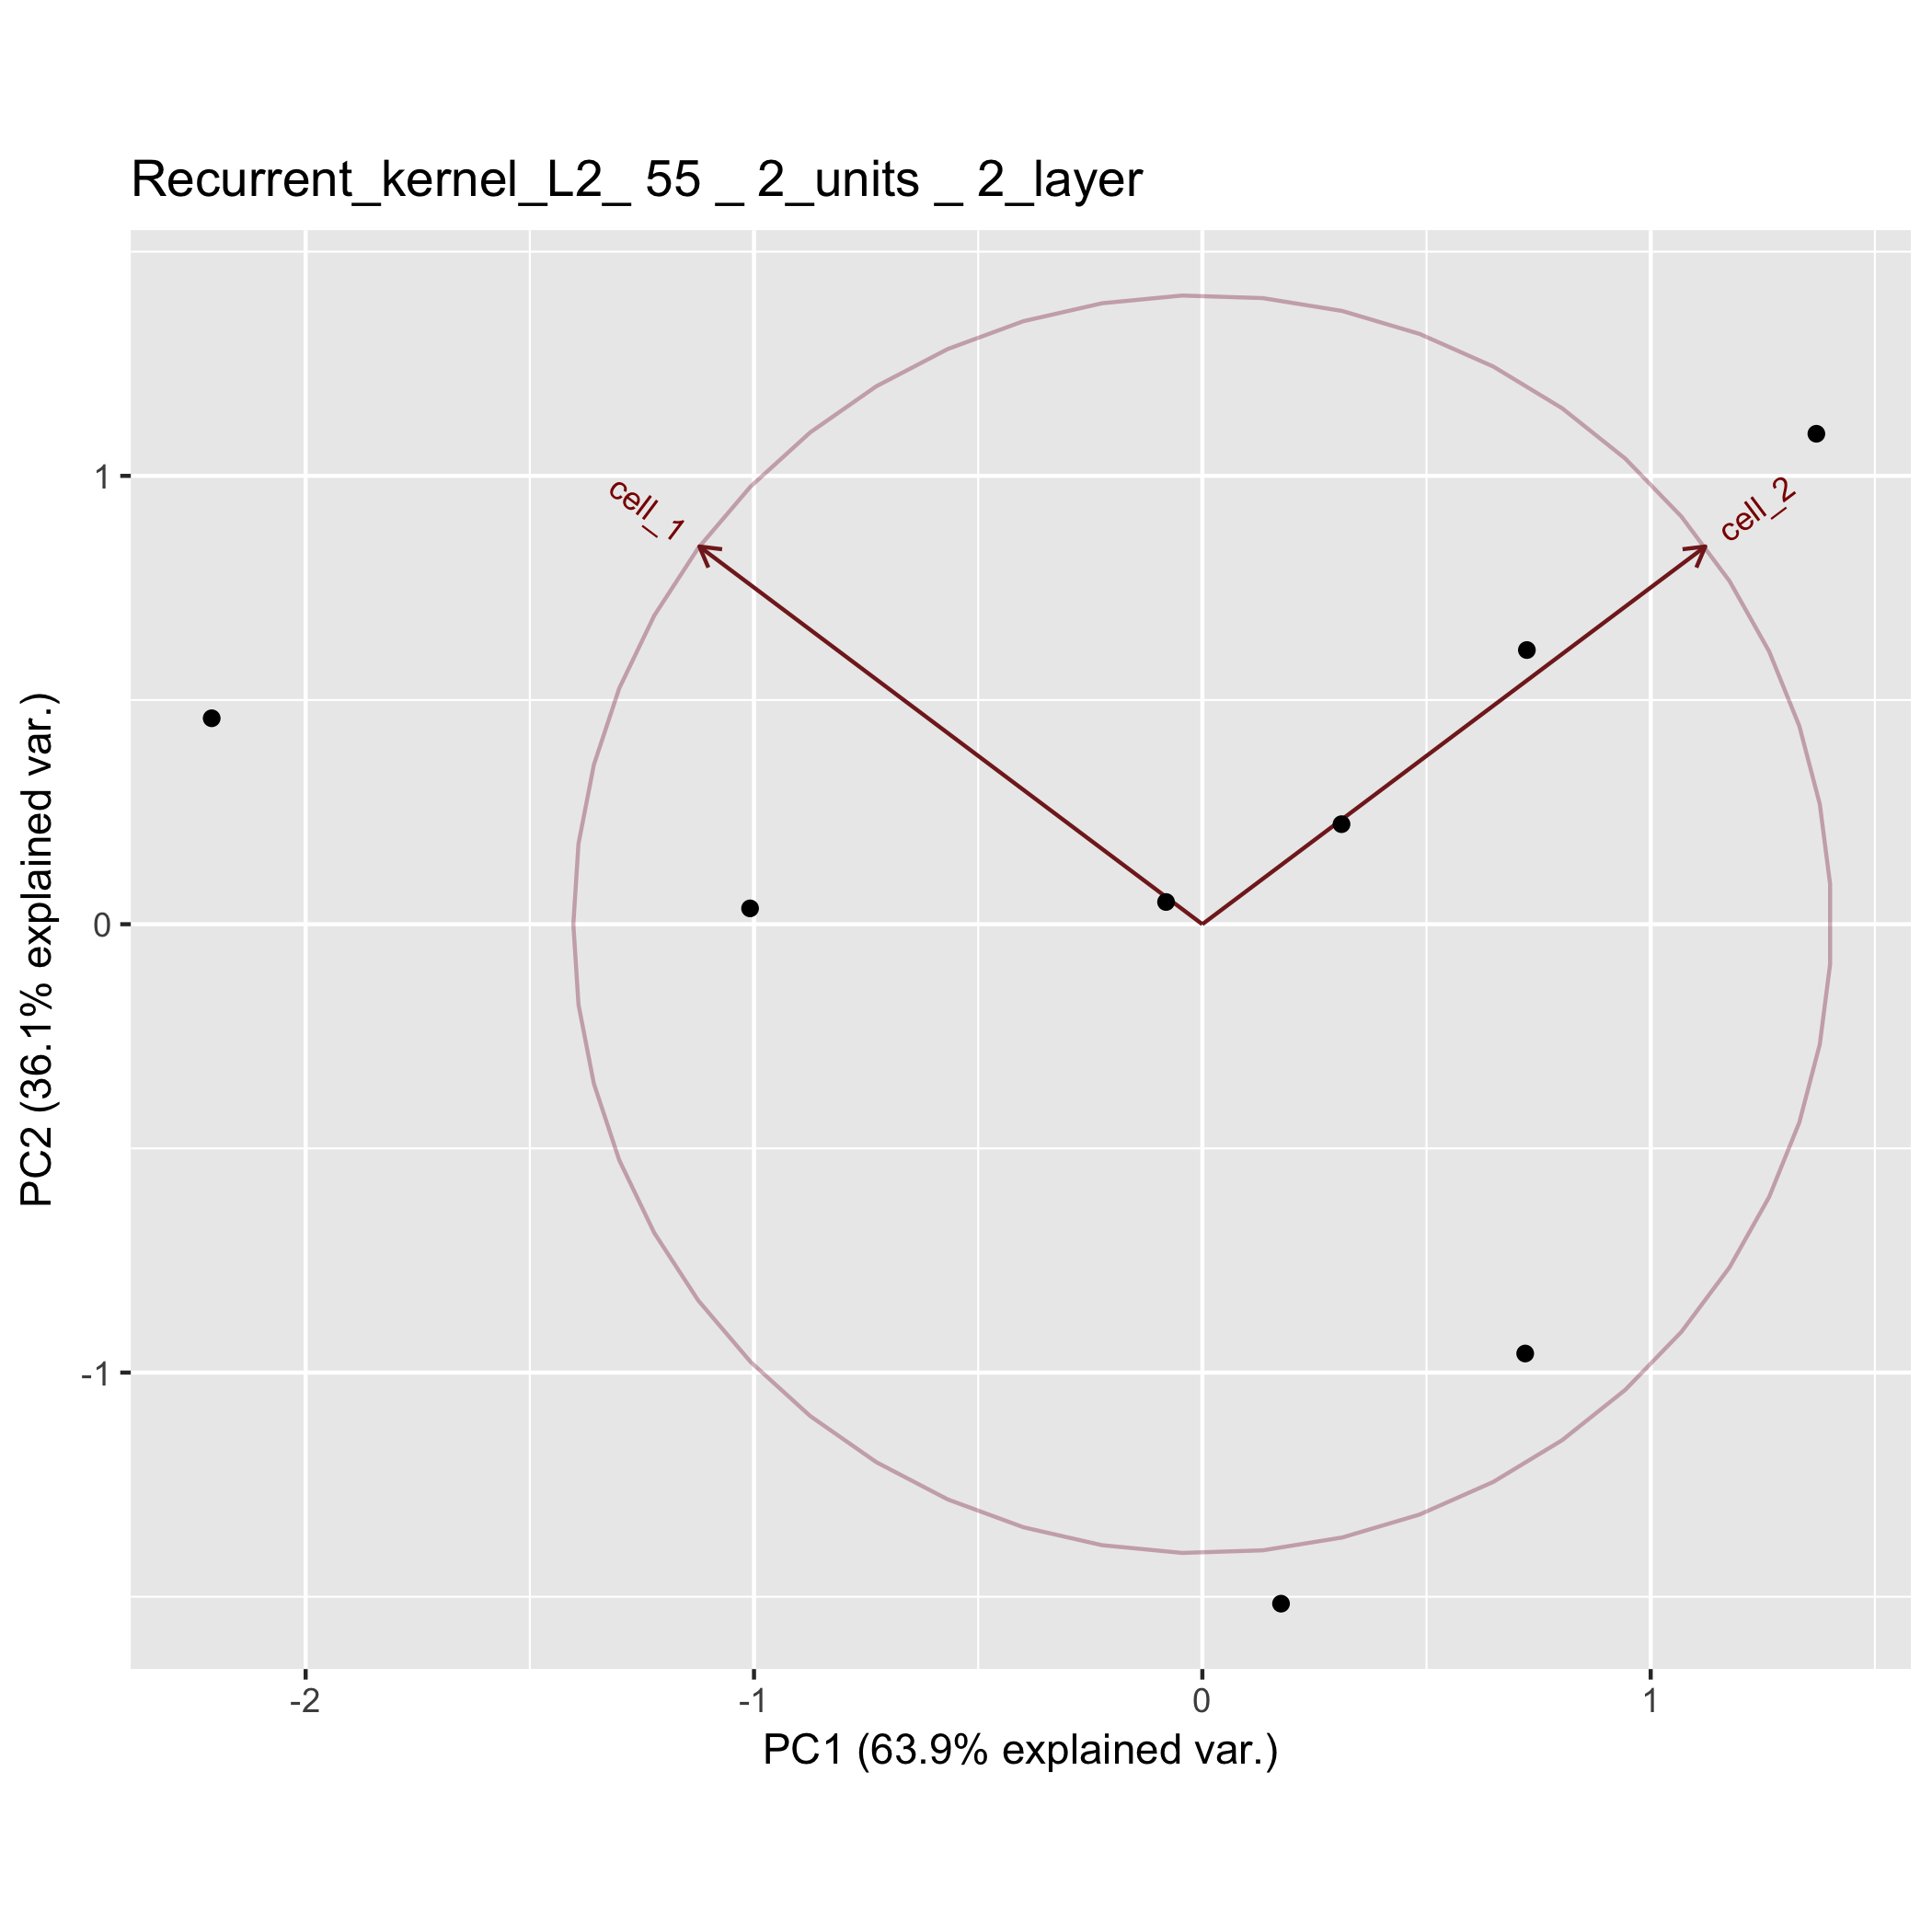 Recurrent_kernel_L2_ 55 _ 2_units _ 2_layer
cell_1
cell_2
1
0
-1
PC2 (36.1% explained var.)
-2
-1
0
1
PC1 (63.9% explained var.)